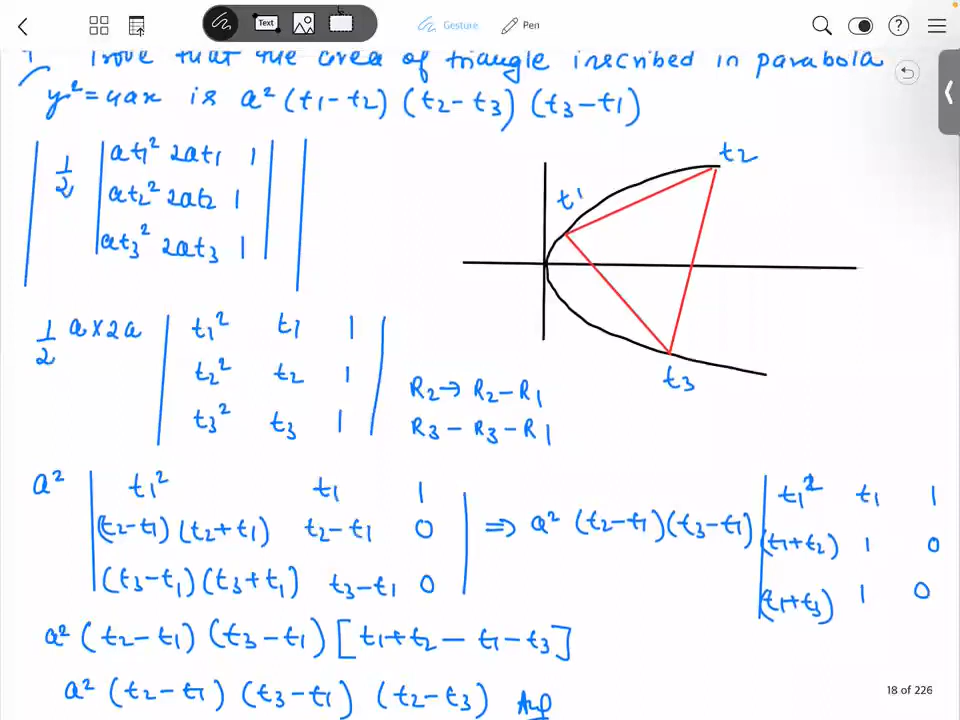 Text
Gesture
Pen
Prove that the area of triangle inscribed in parabola
y² = 4ax is a² (t1 - t2) (t2 - t3) (t3 - t1)
| 1/2 | at1² 2at1 1 |
| at2² 2at2 1 |
| at3² 2at3 1 | |
t1
t2
t3
1/2 a × 2a | t1² t1 1 |
| t2² t2 1 |
| t3² t3 1 |
R2 → R2 - R1
R3 - R3 - R1
a² | t1² t1 1 |
| (t2 - t1) (t2 + t1) t2 - t1 0 |
| (t3 - t1) (t3 + t1) t3 - t1 0 |
⇒ a² (t2 - t1) (t3 - t1) | t1² t1 1
(t1 + t2) 1 0
(t1 + t3) 1 0
a² (t2 - t1) (t3 - t1) [t1 + t2 - t1 - t3]
a² (t2 - t1) (t3 - t1) (t2 - t3)
18 of 226